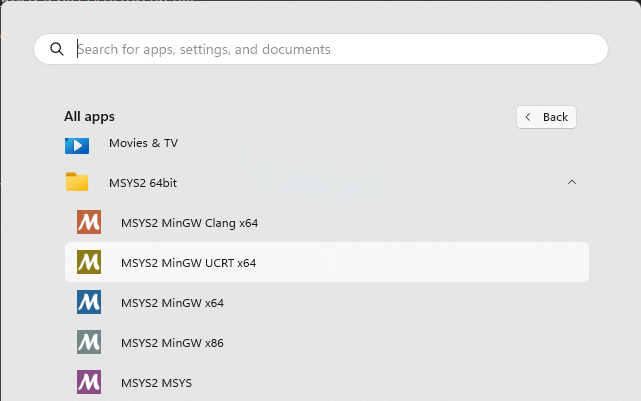 Search for apps, settings, and documents
All apps
Back
Movies & TV
MSYS2 64bit
MSYS2 MinGW Clang x64
MSYS2 MinGW UCRT x64
MSYS2 MinGW x64
MSYS2 MinGW x86
MSYS2 MSYS